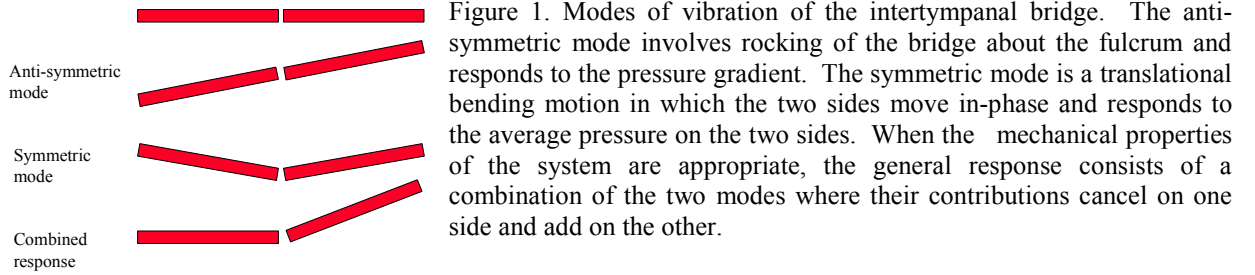 Anti-symmetric
mode
Symmetric
mode
Combined
response
Figure 1. Modes of vibration of the intertympanal bridge. The anti-
symmetric mode involves rocking of the bridge about the fulcrum and
responds to the pressure gradient. The symmetric mode is a translational
bending motion in which the two sides move in-phase and responds to
the average pressure on the two sides. When the mechanical properties
of the system are appropriate, the general response consists of a
combination of the two modes where their contributions cancel on one
side and add on the other.